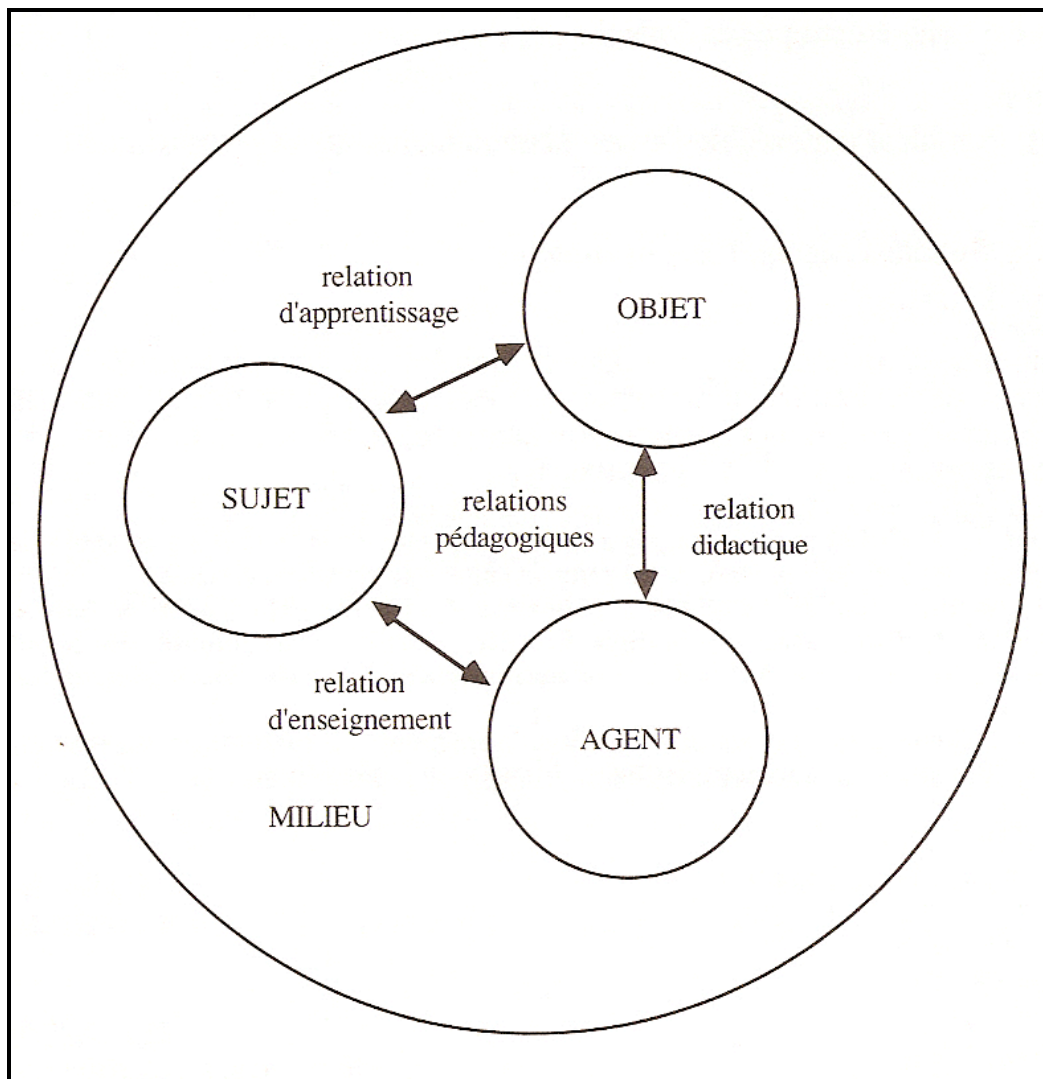 relation
d'apprentissage
OBJET
SUJET
relations
pédagogiques
relation
didactique
relation
d'enseignement
AGENT
MILIEU